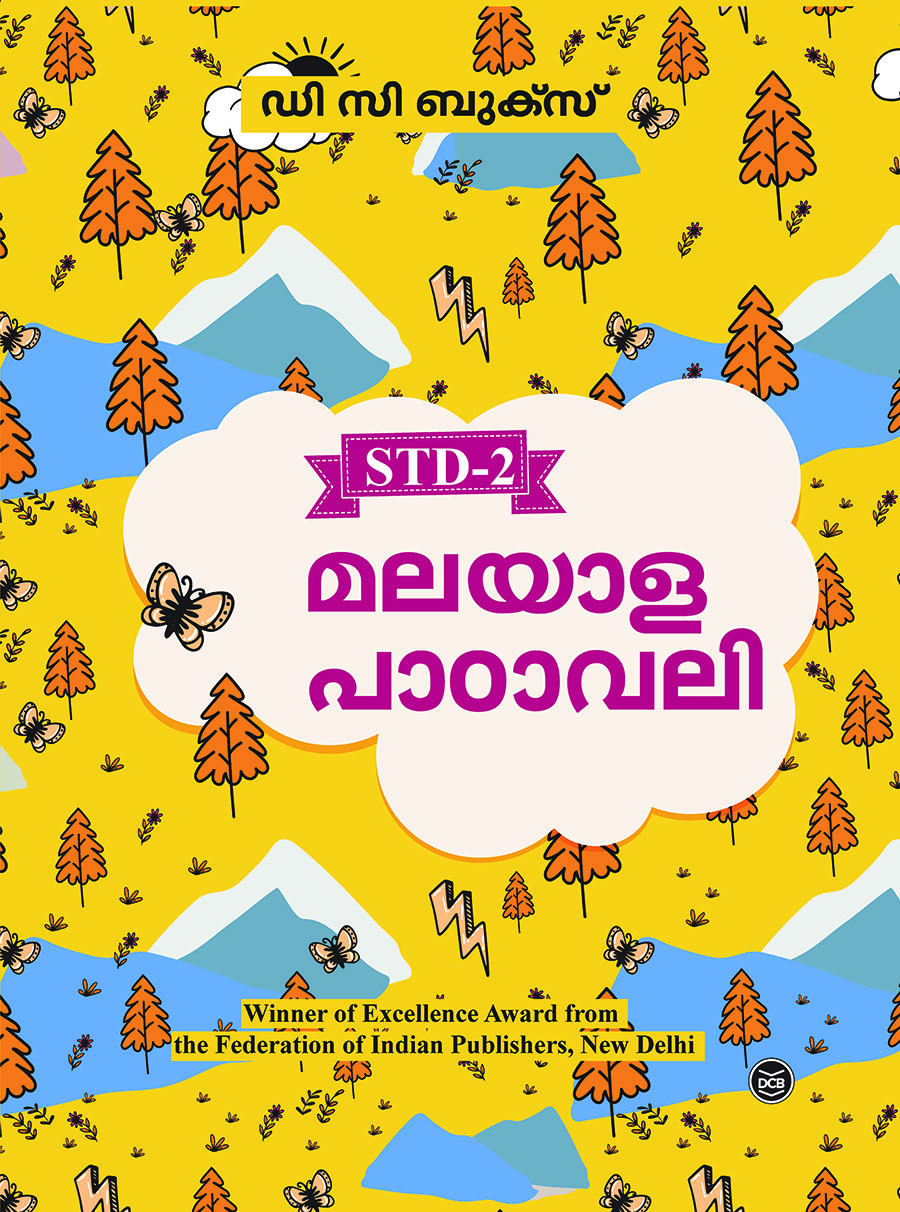 ഡി സി ബുക്സ്
STD-2
മലയാള
പാഠാവലി
Winner of Excellence Award from
the Federation of Indian Publishers, New Delhi
DCB